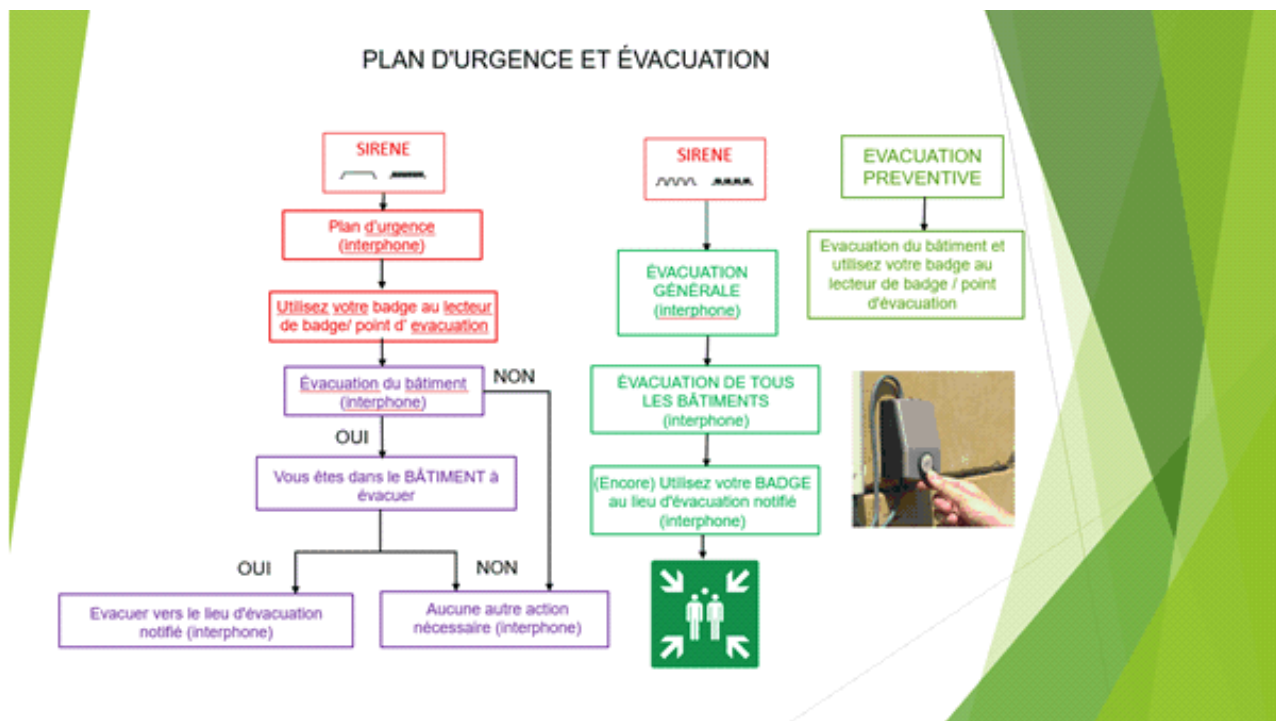 PLAN D'URGENCE ET ÉVACUATION
SIRENE
Plan d'urgence
(interphone)
Utilisez votre badge au lecteur
de badge/ point d' evacuation
Évacuation du bâtiment
(interphone)
NON
OUI
Vous êtes dans le BÂTIMENT à
évacuer
OUI
NON
Evacuer vers le lieu d'évacuation
notifié (interphone)
Aucune autre action
nécessaire (interphone)
SIRENE
ÉVACUATION
GÉNÉRALE
(interphone)
ÉVACUATION DE TOUS
LES BÂTIMENTS
(interphone)
(Encore) Utilisez votre BADGE
au lieu d'évacuation notifié
(interphone)
EVACUATION
PREVENTIVE
Evacuation du bâtiment et
utilisez votre badge au
lecteur de badge / point
d'évacuation